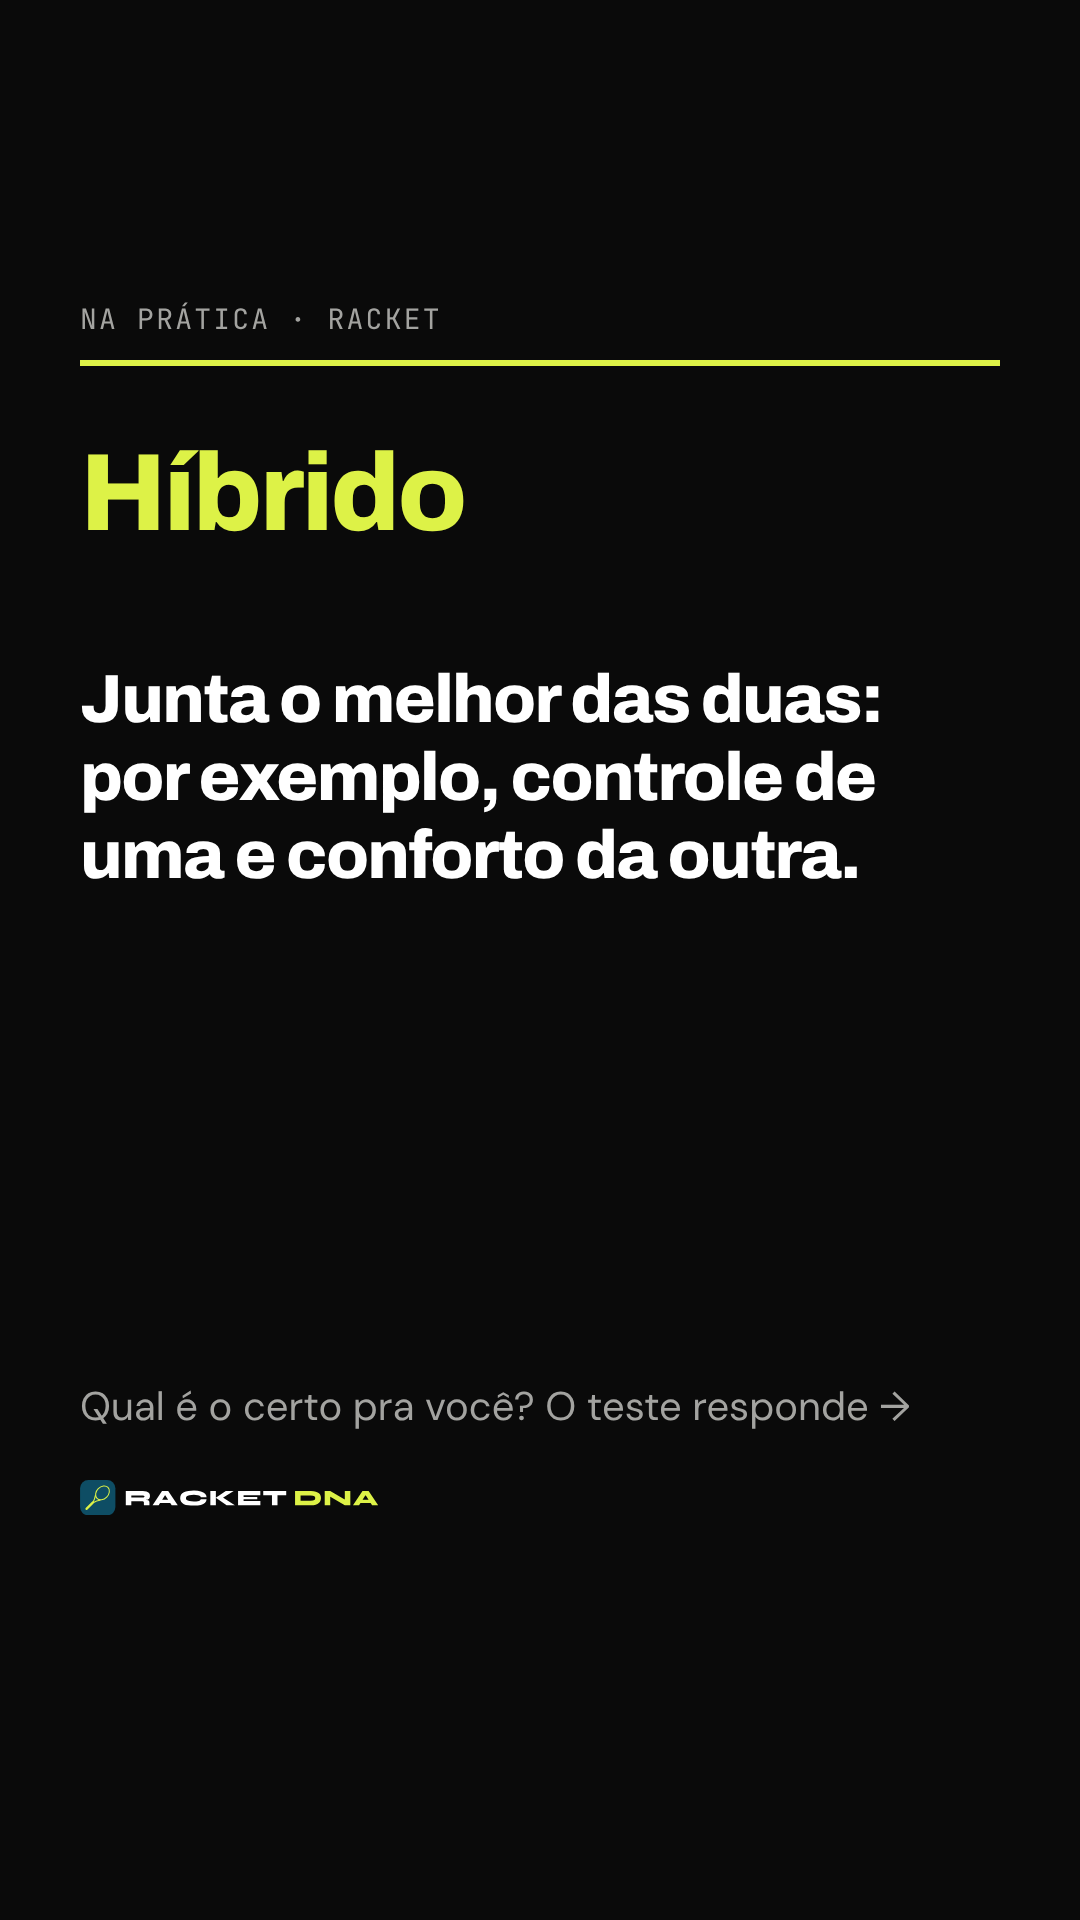 NA PRÁTICA · RACKET
Híbrido
Junta o melhor das duas:
por exemplo, controle de
uma e conforto da outra.
Qual é o certo pra você? O teste responde →
RACKET DNA